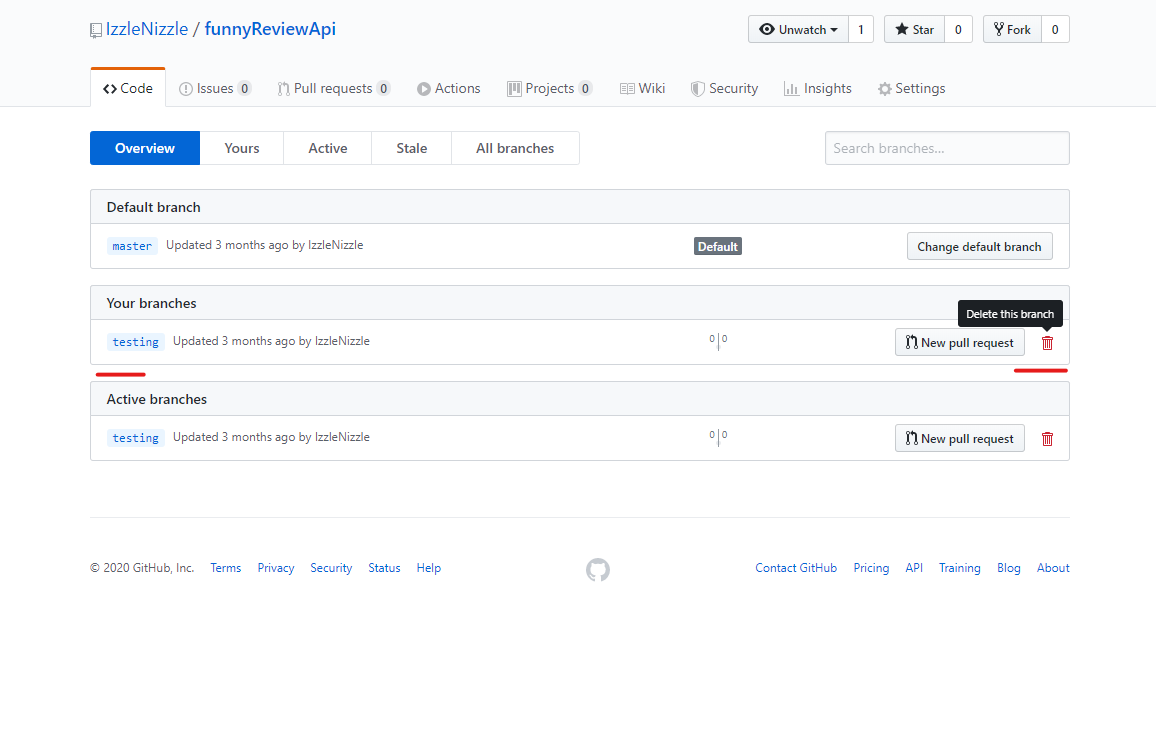 IzzleNizzle / funnyReviewApi
Unwatch 1 Star 0 Fork 0
Code Issues 0 Pull requests 0 Actions Projects 0 Wiki Security Insights Settings
Overview Yours Active Stale All branches Search branches...
Default branch
master Updated 3 months ago by IzzleNizzle Default Change default branch
Your branches
Delete this branch
testing Updated 3 months ago by IzzleNizzle 0 0 New pull request
Active branches
testing Updated 3 months ago by IzzleNizzle 0 0 New pull request
© 2020 GitHub, Inc. Terms Privacy Security Status Help Contact GitHub Pricing API Training Blog About